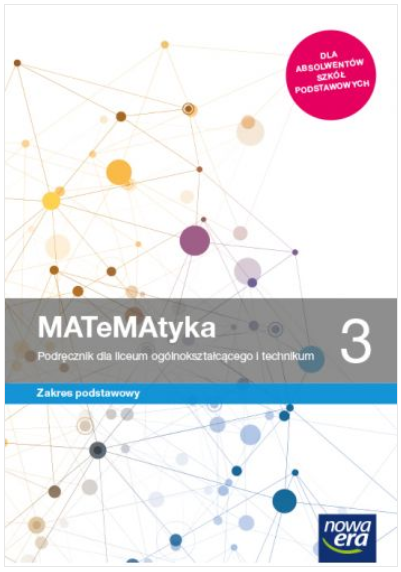 DLA
ABSOLWENTÓW
SZKÓŁ
PODSTAWOWYCH
MATeMAtyka
3
Podręcznik dla liceum ogólnokształcącego i technikum
Zakres podstawowy
nowa
era